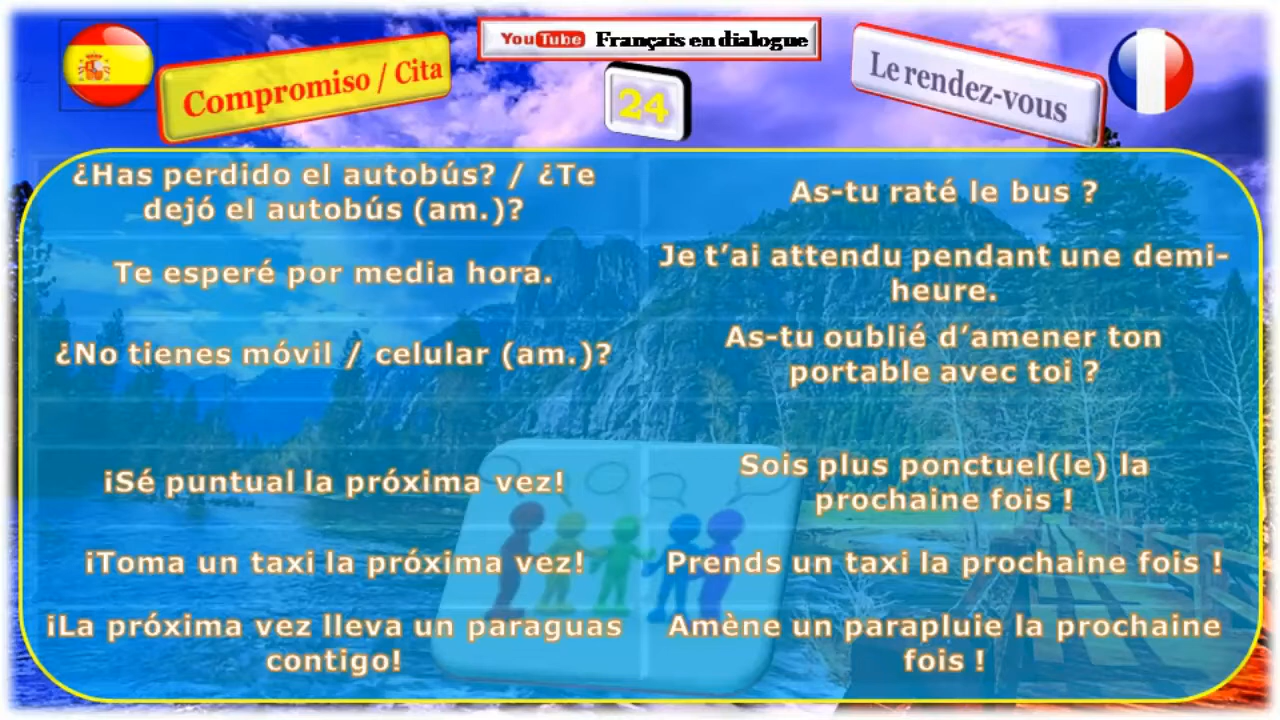 Compromiso / Cita
YouTube Français en dialogue
24
Le rendez-vous
¿Has perdido el autobús? / ¿Te
dejó el autobús (am.)?
As-tu raté le bus ?
Te esperé por media hora.
Je t’ai attendu pendant une demi-
heure.
¿No tienes móvil / celular (am.)?
As-tu oublié d’amener ton
portable avec toi ?
¡Sé puntual la próxima vez!
Sois plus ponctuel(le) la
prochaine fois !
¡Toma un taxi la próxima vez!
Prends un taxi la prochaine fois !
¡La próxima vez lleva un paraguas
contigo!
Amène un parapluie la prochaine
fois !